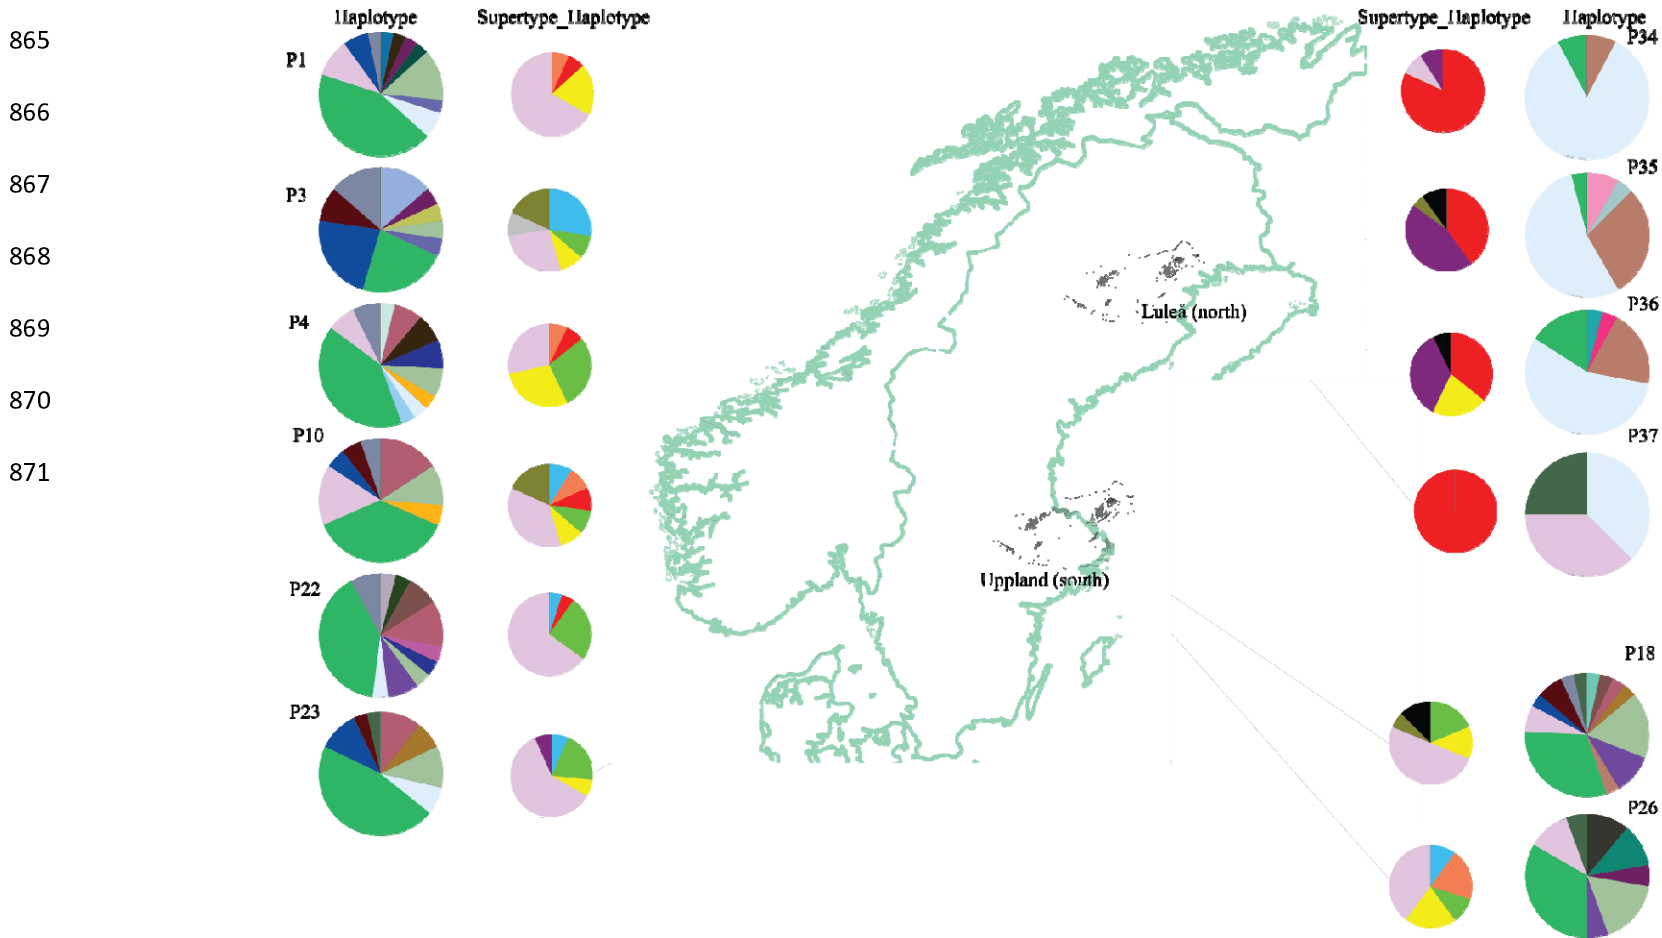 865
866
867
868
869
870
871
Haplotype
Supertype_Haplotype
P1
P3
P4
P10
P22
P23
Luleå (north)
Uppland (south)
Supertype_Haplotype
Haplotype
P34
P35
P36
P37
P18
P26